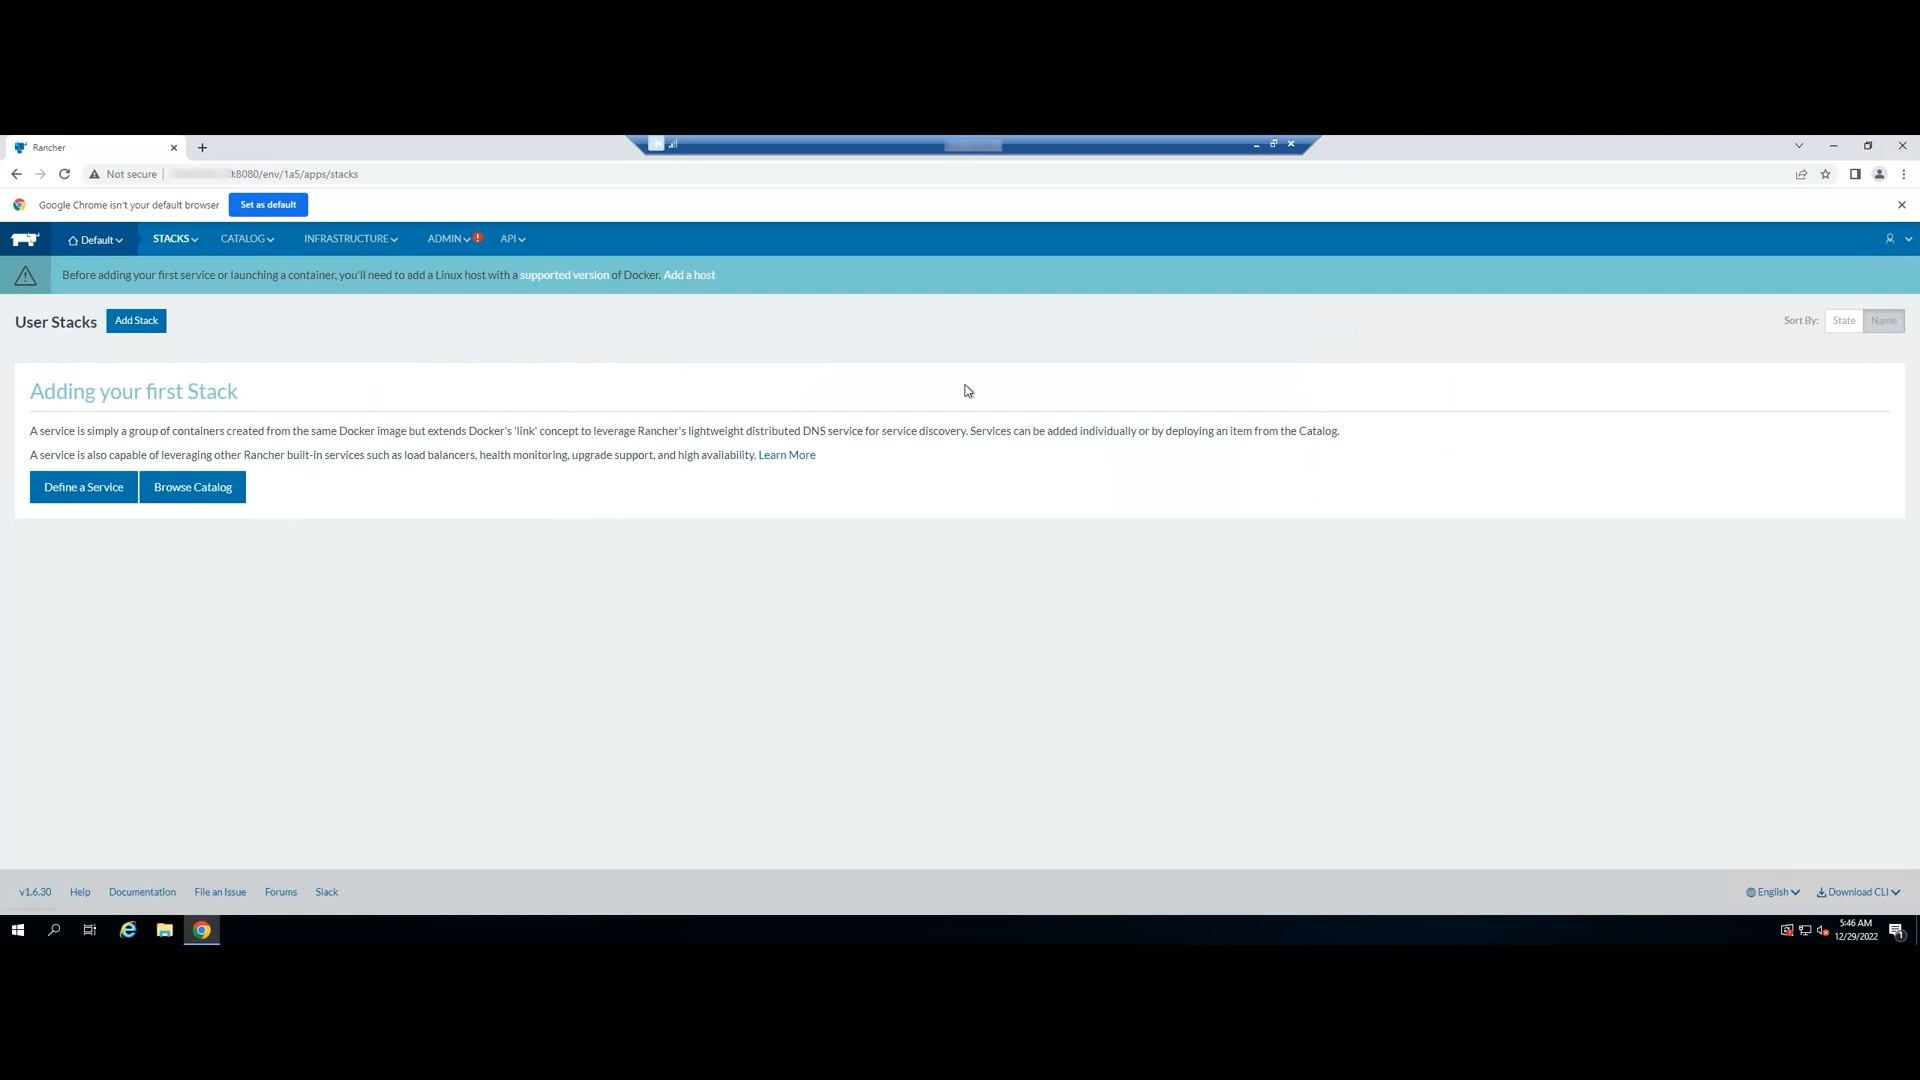 Rancher
Not secure
:8080/env/1a5/apps/stacks
Google Chrome isn't your default browser
Set as default
Default
STACKS
CATALOG
INFRASTRUCTURE
ADMIN
!
API
Before adding your first service or launching a container, you'll need to add a Linux host with a supported version of Docker. Add a host
User Stacks
Add Stack
Sort By:
State
Name
Adding your first Stack
A service is simply a group of containers created from the same Docker image but extends Docker's 'link' concept to leverage Rancher's lightweight distributed DNS service for service discovery. Services can be added individually or by deploying an item from the Catalog.
A service is also capable of leveraging other Rancher built-in services such as load balancers, health monitoring, upgrade support, and high availability. Learn More
Define a Service
Browse Catalog
v1.6.30
Help
Documentation
File an Issue
Forums
Slack
English
Download CLI
5:46 AM
12/29/2022
1